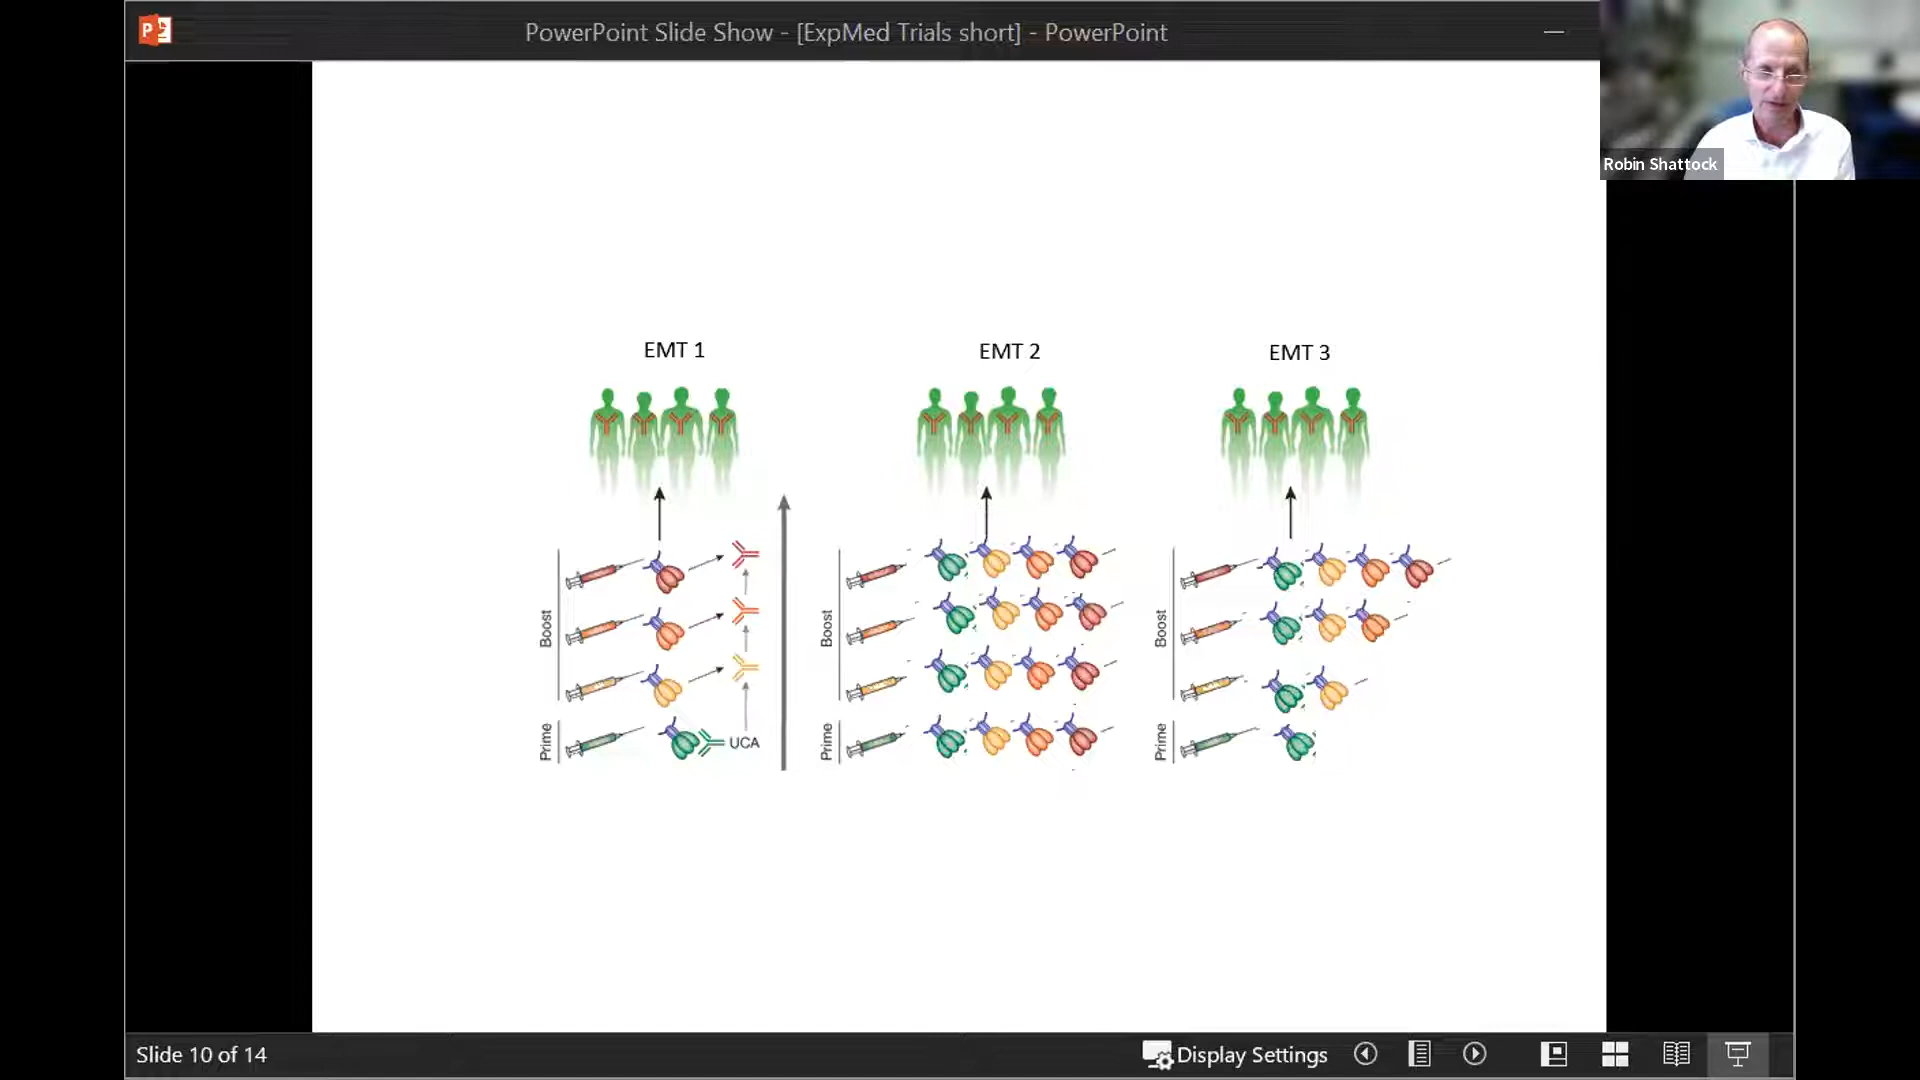 PowerPoint Slide Show - [ExpMed Trials short] - PowerPoint
Robin Shattock
EMT 1
EMT 2
EMT 3
Boost
Prime
UCA
Boost
Prime
Boost
Prime
Slide 10 of 14
Display Settings